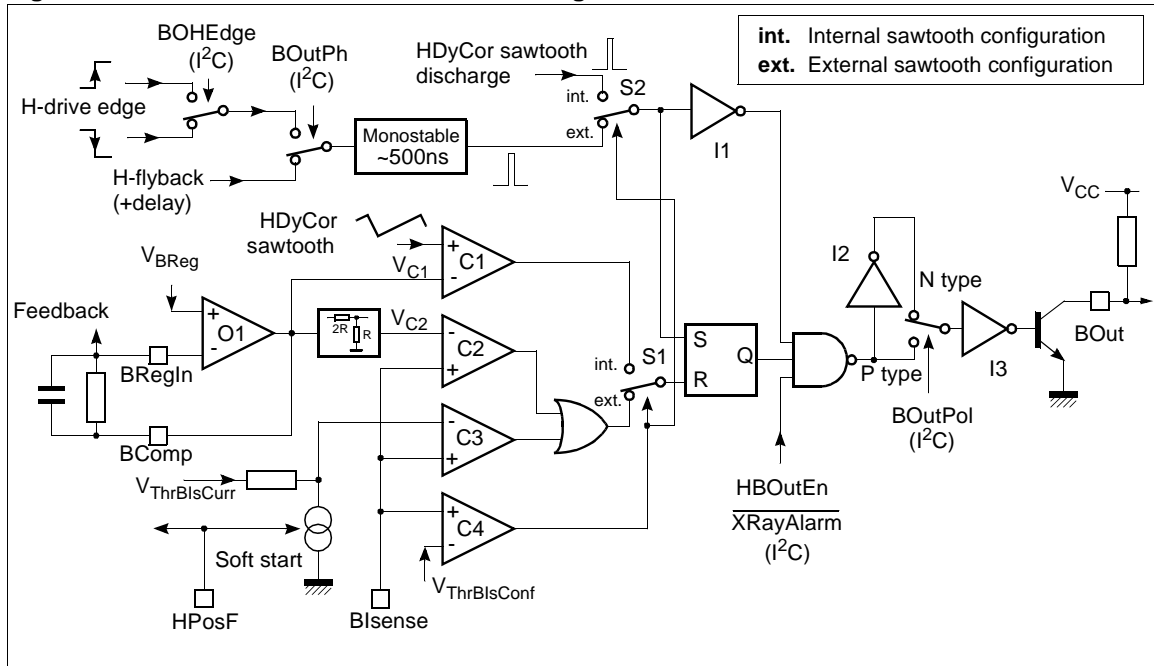 BOHEdge
(I²C)
BOutPh
(I²C)
H-drive edge
HDyCor sawtooth
discharge
int. Internal sawtooth configuration
ext. External sawtooth configuration
S2
int.
ext.
Monostable
~500ns
I1
H-flyback
(+delay)
HDyCor
sawtooth
VCC
VBReg
VC1
+
-
C1
I2
N type
Feedback
+
-
O1
2R
R
VC2
-
+
C2
S1
int.
ext.
S
R
Q
P type
I3
BOut
BRegIn
BComp
-
+
C3
BOutPol
(I²C)
VThrBIsCurr
+
-
C4
HBOutEn
XRayAlarm
(I²C)
Soft start
VThrBIsConf
HPosF
BIsense